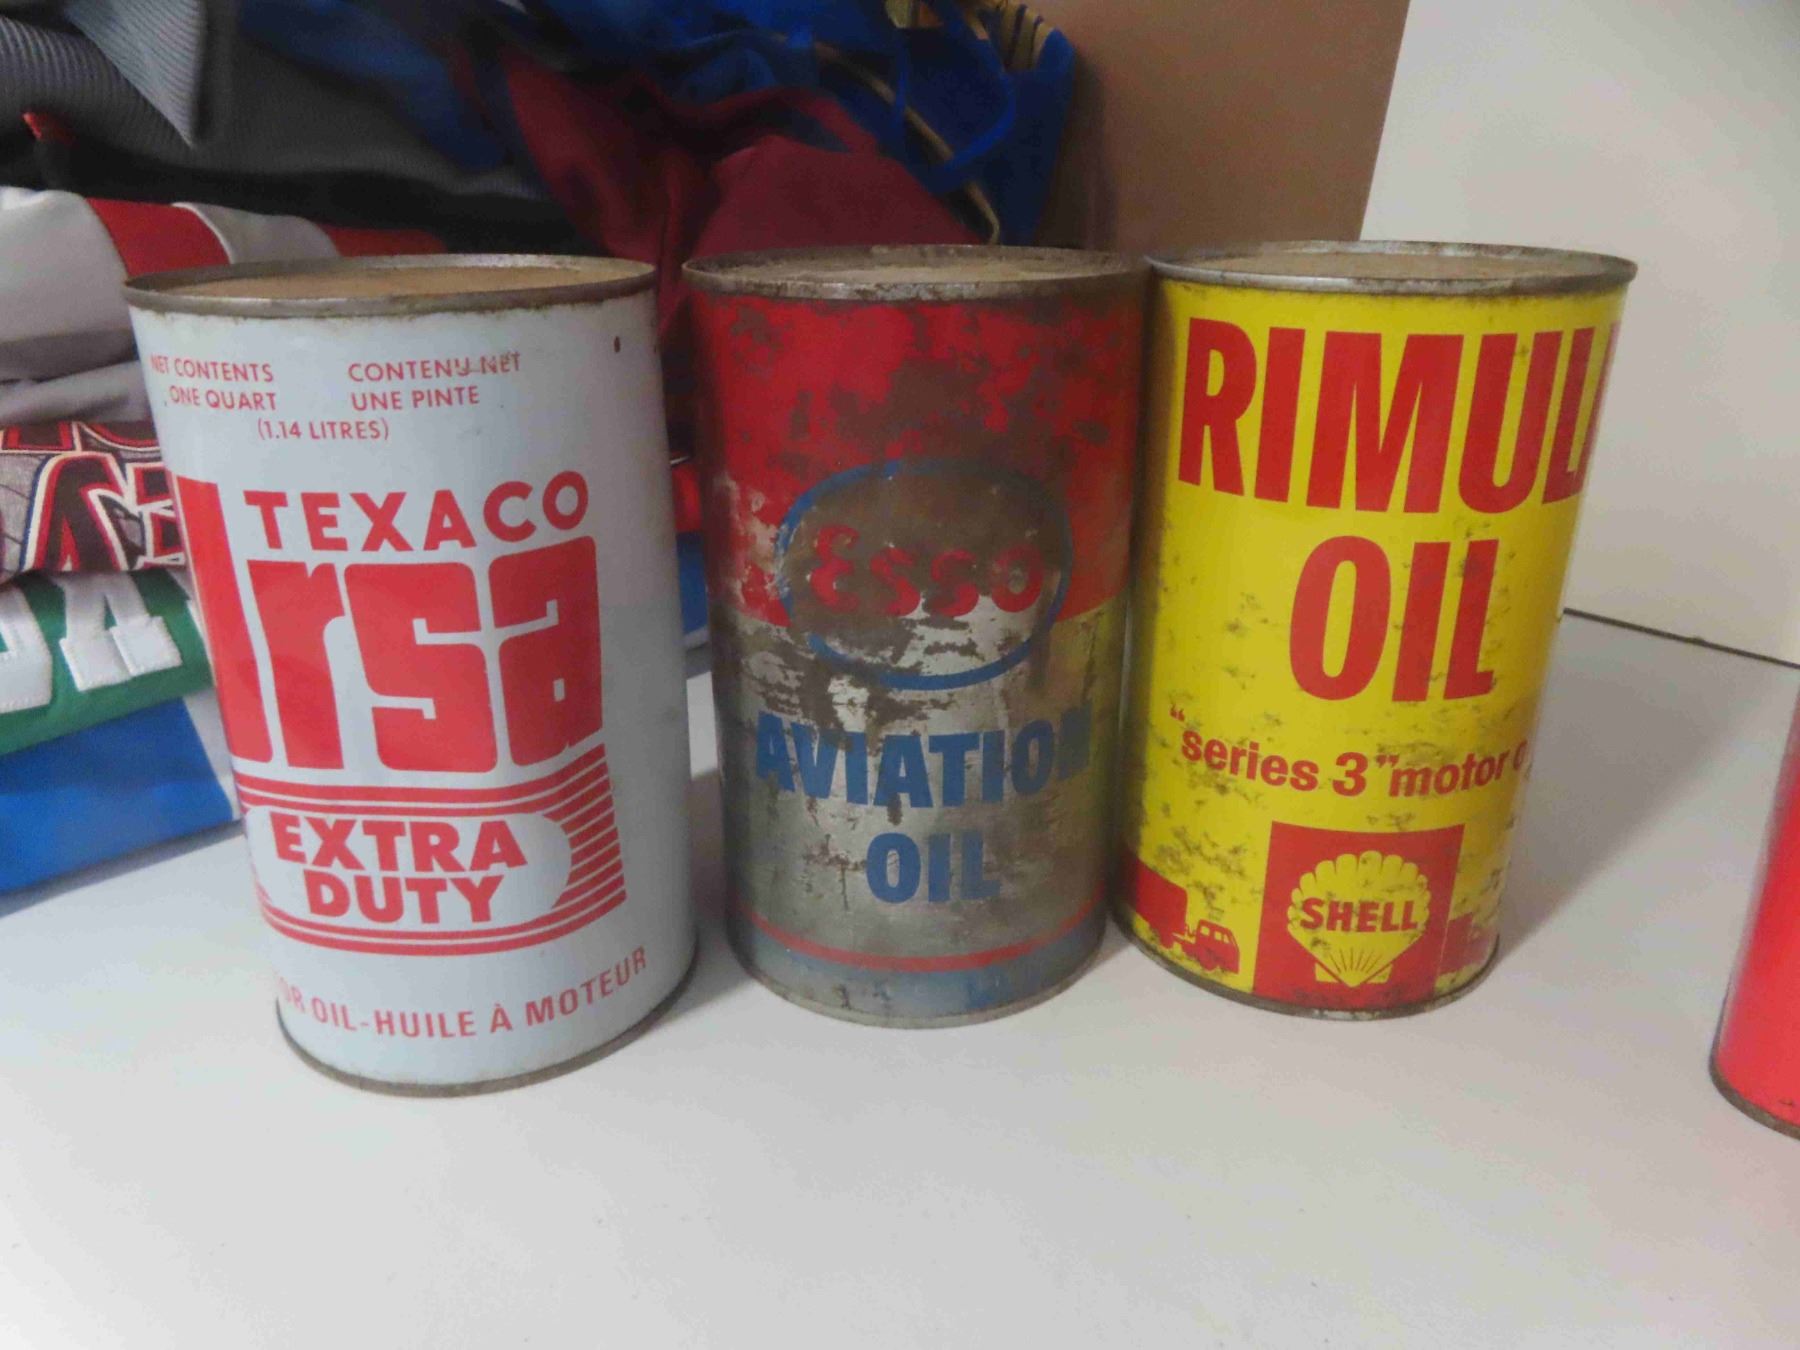 NET CONTENTS
ONE QUART
CONTENU NET
UNE PINTE
(1.14 LITRES)
TEXACO
Ursa
EXTRA
DUTY
OR OIL-HUILE À MOTEUR
Esso
AVIATION
OIL
RIMUL
OIL
"series 3" motor o
SHELL